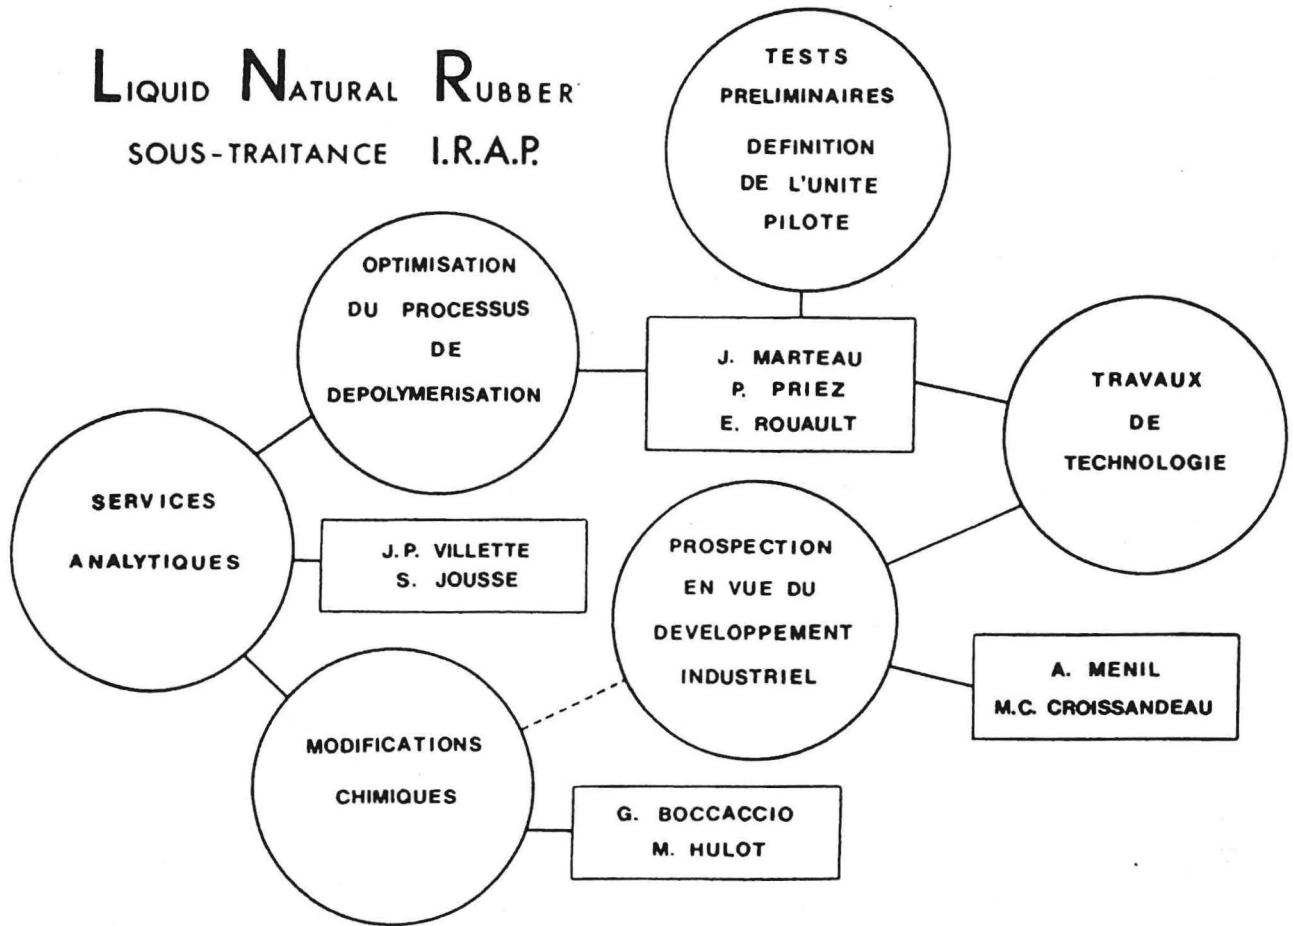 LIQUID NATURAL RUBBER
SOUS-TRAITANCE I.R.A.P.
TESTS
PRELIMINAIRES
DEFINITION
DE L'UNITE
PILOTE
OPTIMISATION
DU PROCESSUS
DE
DEPOLYMERISATION
J. MARTEAU
P. PRIEZ
E. ROUAULT
TRAVAUX
DE
TECHNOLOGIE
SERVICES
ANALYTIQUES
J.P. VILLETTE
S. JOUSSE
PROSPECTION
EN VUE DU
DEVELOPPEMENT
INDUSTRIEL
A. MENIL
M.C. CROISSANDEAU
MODIFICATIONS
CHIMIQUES
G. BOCCACCIO
M. HULOT